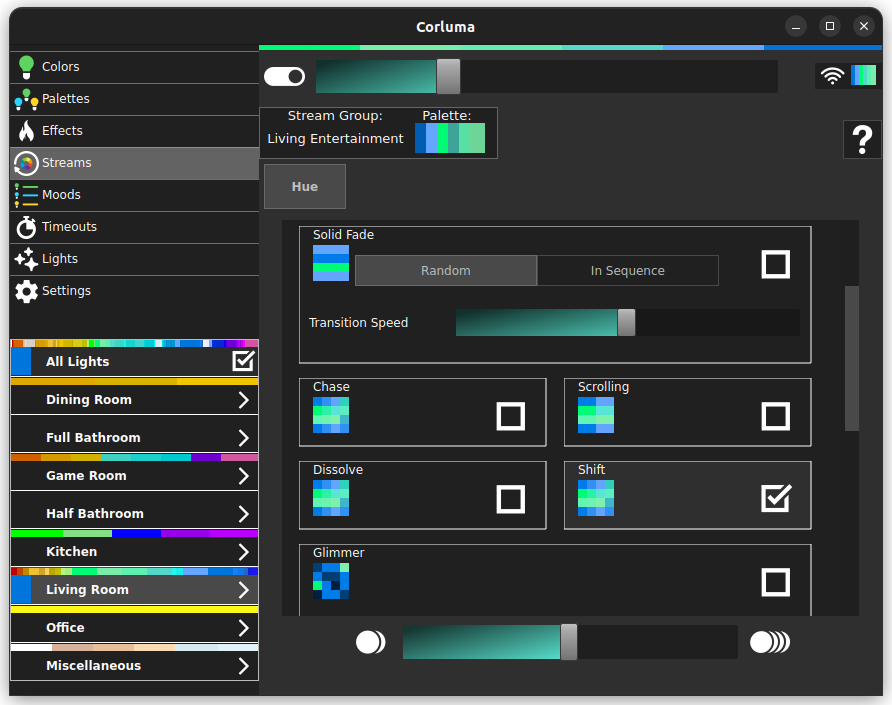 Corluma
Colors
Palettes
Effects
Streams
Moods
Timeouts
Lights
Settings
All Lights
Dining Room
Full Bathroom
Game Room
Half Bathroom
Kitchen
Living Room
Office
Miscellaneous
Stream Group: Palette:
Living Entertainment
?
Hue
Solid Fade
Random In Sequence
Transition Speed
Chase Scrolling
Dissolve Shift
Glimmer